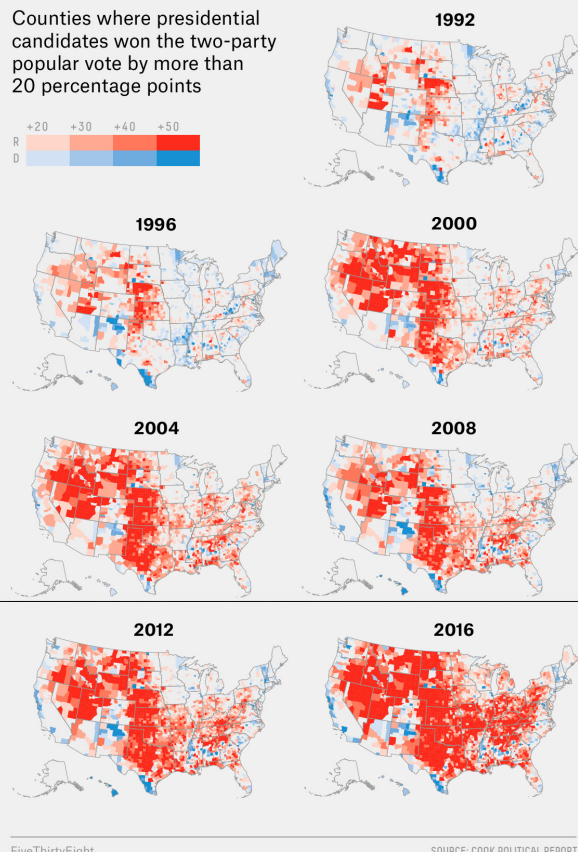 Counties where presidential
candidates won the two-party
popular vote by more than
20 percentage points
+20 +30 +40 +50
R
D
1992
1996
2000
2004
2008
2012
2016
FiveThirtyEight
SOURCE: COOK POLITICAL REPORT